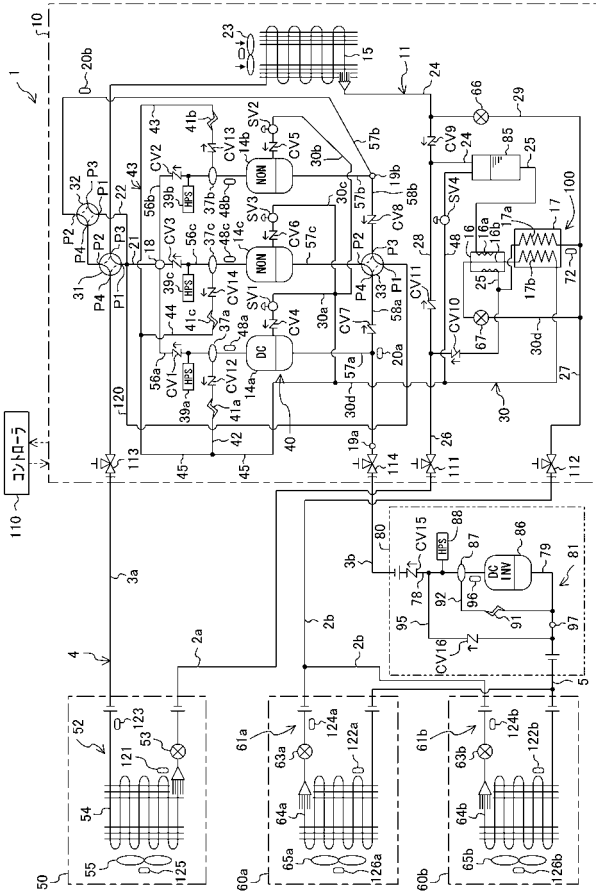 10
20b
1
23
15
11
24
66
29
43
41b
CV13
SV2
CV5
57b
CV9
85
24
25
CV2
56b
39b
HPS
37b
48b
14b
NON
30b
19b
57b
CV8
SV4
48
100
32
P3
P2
P1
P4
22
43
CV3
56c
39c
HPS
37c
48c
14c
NON
SV3
CV6
30c
57c
P3
P4
P1
P2
33
28
CV11
16
16a
16b
17a
17
17b
25
72
31
P2
P3
P4
P1
21
18
44
41c
CV14
SV1
CV4
30a
58a
CV7
CV10
67
30d
120
56a
CV1
39a
HPS
37a
48a
CV12
14a
DC
57a
20a
30d
30
27
41a
42
40
45
45
19a
26
コントローラ
110
113
114
111
112
3a
3b
80
CV15
HPS
88
78
87
86
DC INV
79
81
95
92
96
91
97
CV16
5
4
2a
2b
2b
52
123
53
121
54
55
125
50
61a
124a
63a
122a
64a
65a
126a
60a
61b
124b
63b
122b
64b
65b
126b
60b